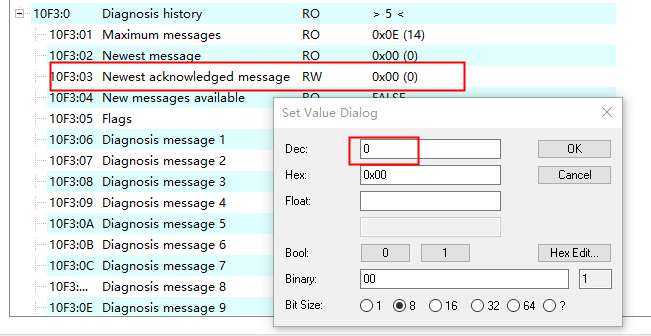 10F3:0 Diagnosis history RO > 5 <
10F3:01 Maximum messages RO 0x0E (14)
10F3:02 Newest message RO 0x00 (0)
10F3:03 Newest acknowledged message RW 0x00 (0)
10F3:04 New messages available RO FALSE
10F3:05 Flags
10F3:06 Diagnosis message 1
10F3:07 Diagnosis message 2
10F3:08 Diagnosis message 3
10F3:09 Diagnosis message 4
10F3:0A Diagnosis message 5
10F3:0B Diagnosis message 6
10F3:0C Diagnosis message 7
10F3:... Diagnosis message 8
10F3:0E Diagnosis message 9
Set Value Dialog
Dec: 0 OK
Hex: 0x00 Cancel
Float:
Bool: 0 1 Hex Edit...
Binary: 00 1
Bit Size: 1 8 16 32 64 ?